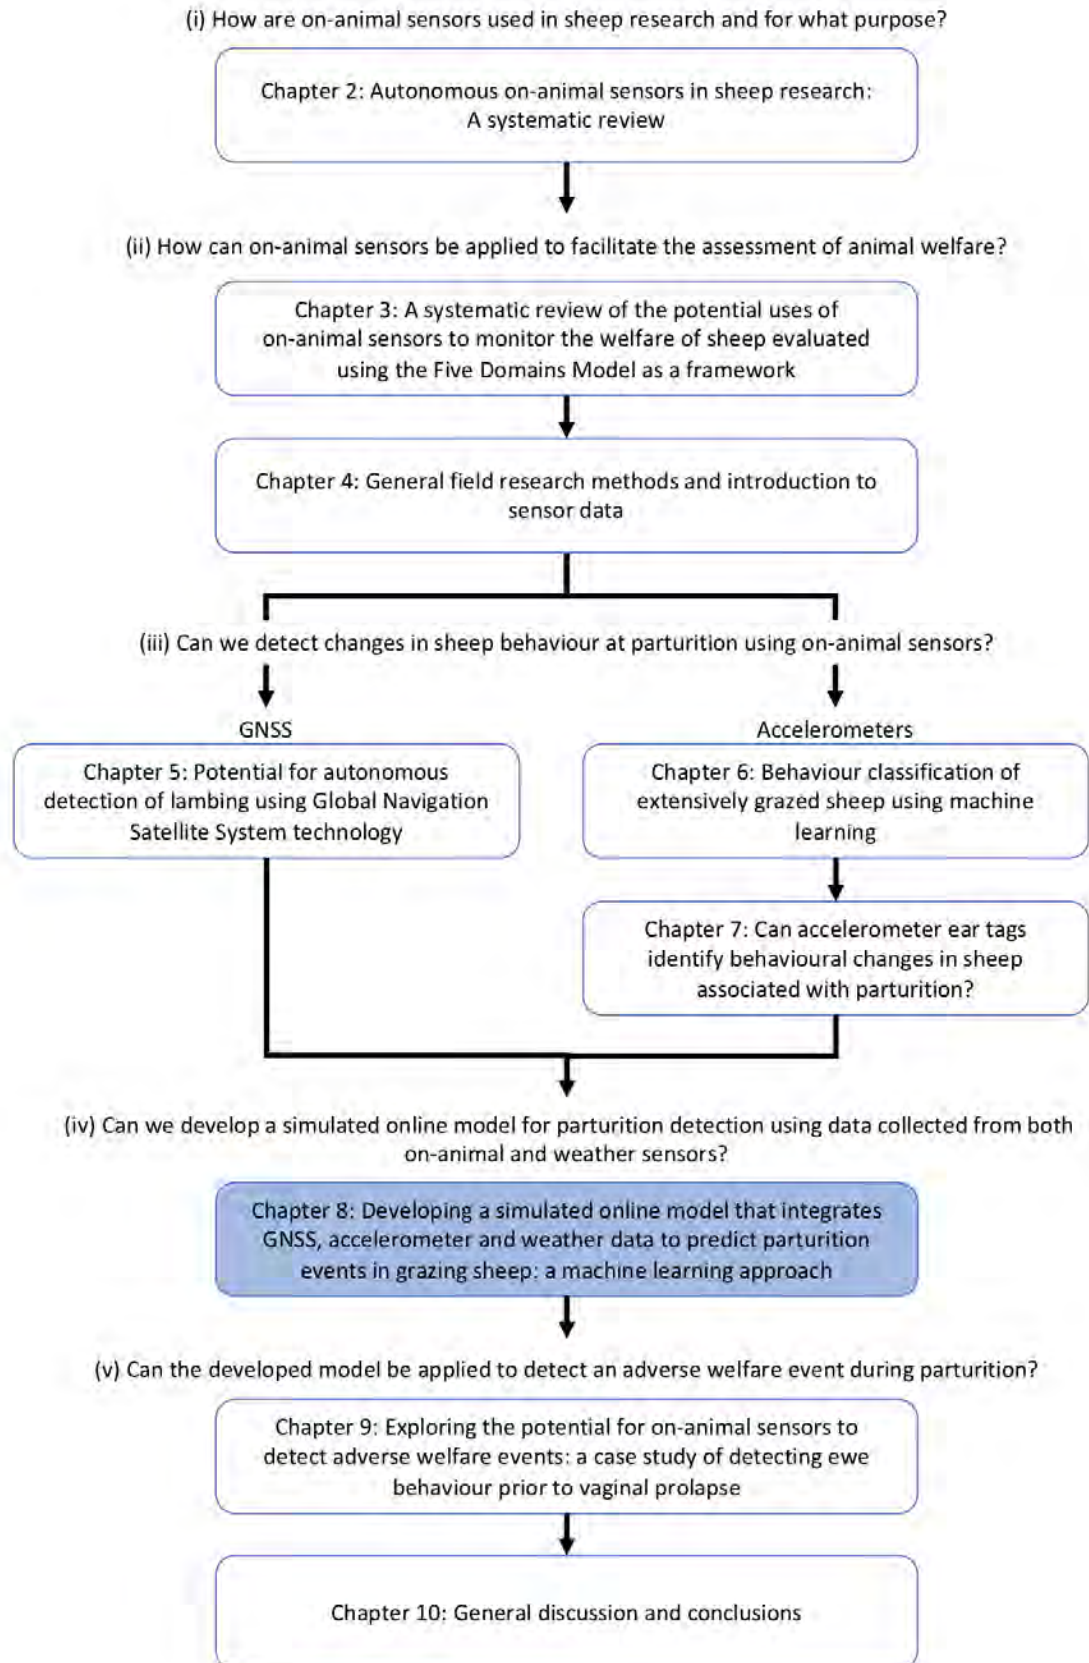 (i) How are on-animal sensors used in sheep research and for what purpose?
Chapter 2: Autonomous on-animal sensors in sheep research:
A systematic review
(ii) How can on-animal sensors be applied to facilitate the assessment of animal welfare?
Chapter 3: A systematic review of the potential uses of
on-animal sensors to monitor the welfare of sheep evaluated
using the Five Domains Model as a framework
Chapter 4: General field research methods and introduction to
sensor data
(iii) Can we detect changes in sheep behaviour at parturition using on-animal sensors?
GNSS
Chapter 5: Potential for autonomous
detection of lambing using Global Navigation
Satellite System technology
Accelerometers
Chapter 6: Behaviour classification of
extensively grazed sheep using machine
learning
Chapter 7: Can accelerometer ear tags
identify behavioural changes in sheep
associated with parturition?
(iv) Can we develop a simulated online model for parturition detection using data collected from both
on-animal and weather sensors?
Chapter 8: Developing a simulated online model that integrates
GNSS, accelerometer and weather data to predict parturition
events in grazing sheep: a machine learning approach
(v) Can the developed model be applied to detect an adverse welfare event during parturition?
Chapter 9: Exploring the potential for on-animal sensors to
detect adverse welfare events: a case study of detecting ewe
behaviour prior to vaginal prolapse
Chapter 10: General discussion and conclusions